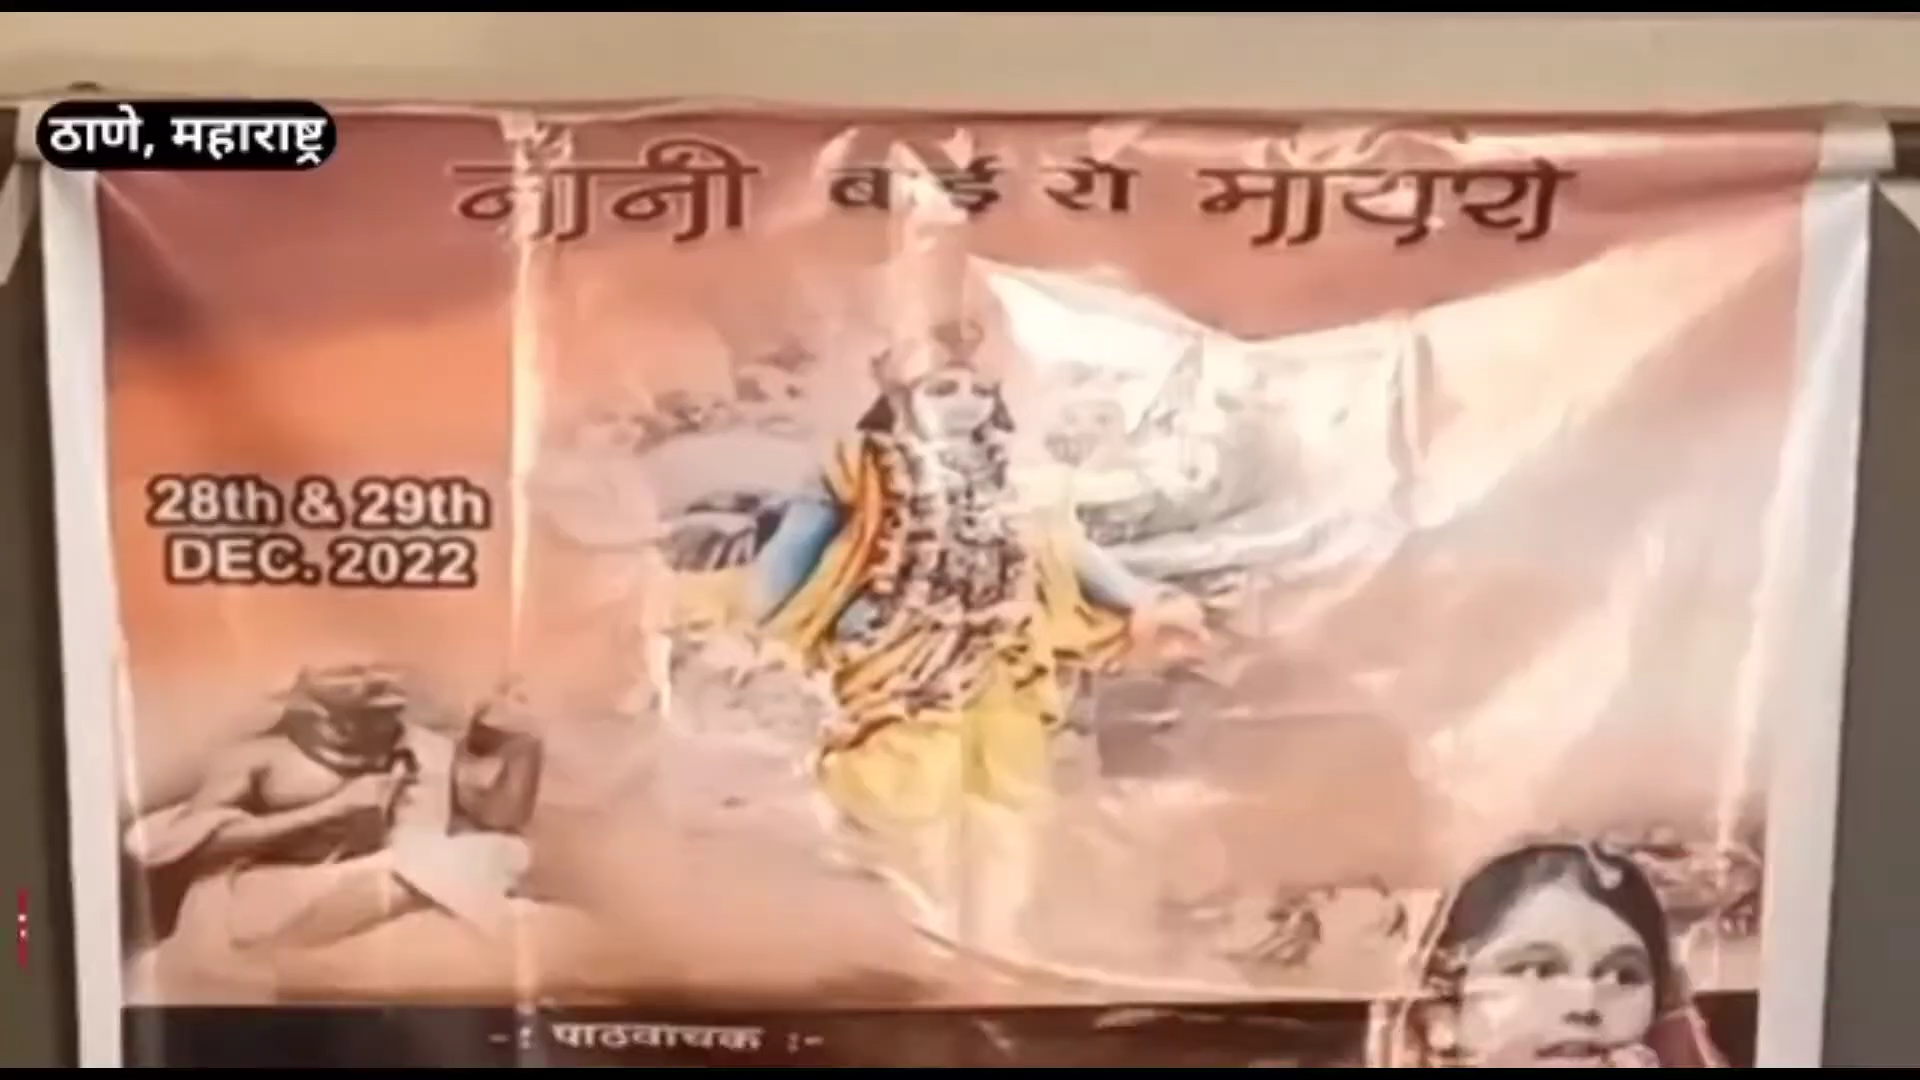 ठाणे, महाराष्ट्र
नानी बाई रो मायरो
28th & 29th
DEC. 2022
-: पाठवाचक :-